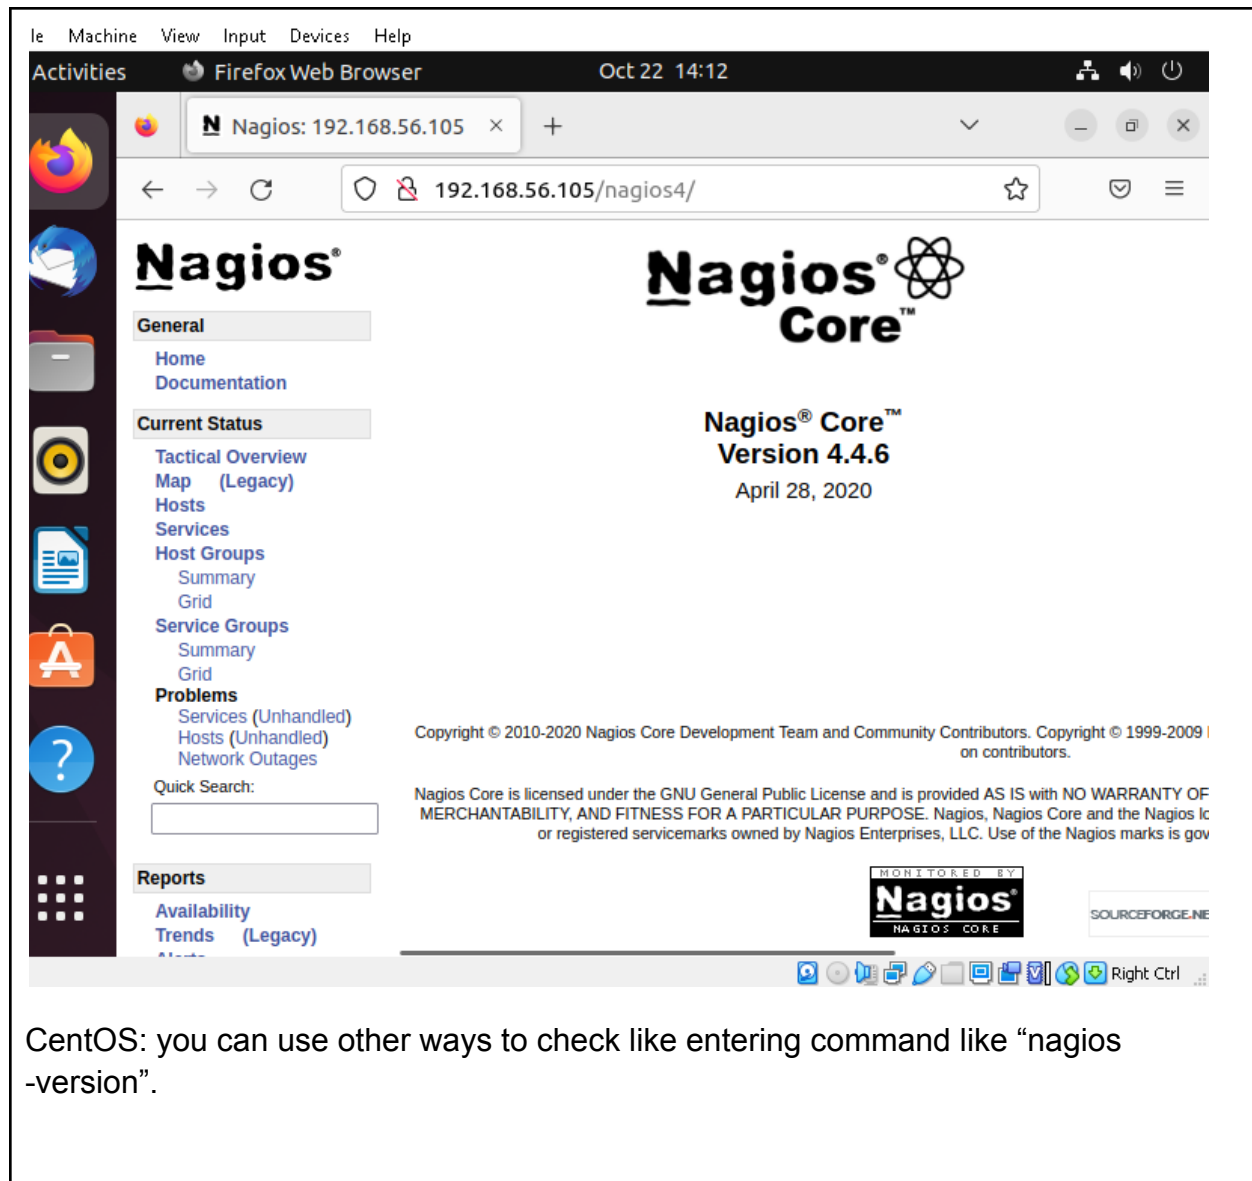 le Machine View Input Devices Help
Activities Firefox Web Browser Oct 22 14:12
N Nagios: 192.168.56.105 × +
192.168.56.105/nagios4/
Nagios®
General
Home
Documentation
Current Status
Tactical Overview
Map (Legacy)
Hosts
Services
Host Groups
Summary
Grid
Service Groups
Summary
Grid
Problems
Services (Unhandled)
Hosts (Unhandled)
Network Outages
Quick Search:
Reports
Availability
Trends (Legacy)
Nagios®
Core™
Nagios® Core™
Version 4.4.6
April 28, 2020
Copyright © 2010-2020 Nagios Core Development Team and Community Contributors. Copyright © 1999-2009
on contributors.
Nagios Core is licensed under the GNU General Public License and is provided AS IS with NO WARRANTY OF
MERCHANTABILITY, AND FITNESS FOR A PARTICULAR PURPOSE. Nagios, Nagios Core and the Nagios
or registered servicemarks owned by Nagios Enterprises, LLC. Use of the Nagios marks is
MONITORED BY
Nagios®
NAGIOS CORE
SOURCEFORGE.NE
Right Ctrl
CentOS: you can use other ways to check like entering command like “nagios
-version”.